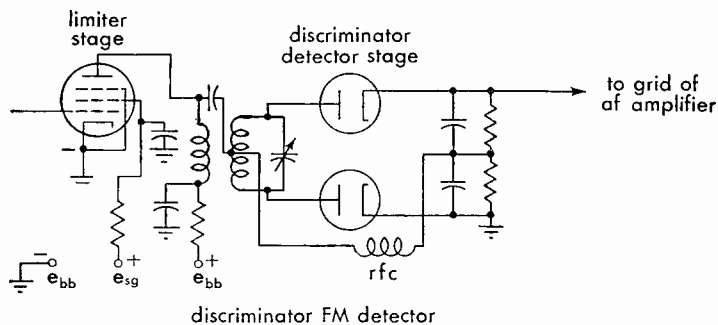 limiter
stage
discriminator
detector stage
to grid of
af amplifier
rfc
− e_bb
+ e_sg
+ e_bb
discriminator FM detector